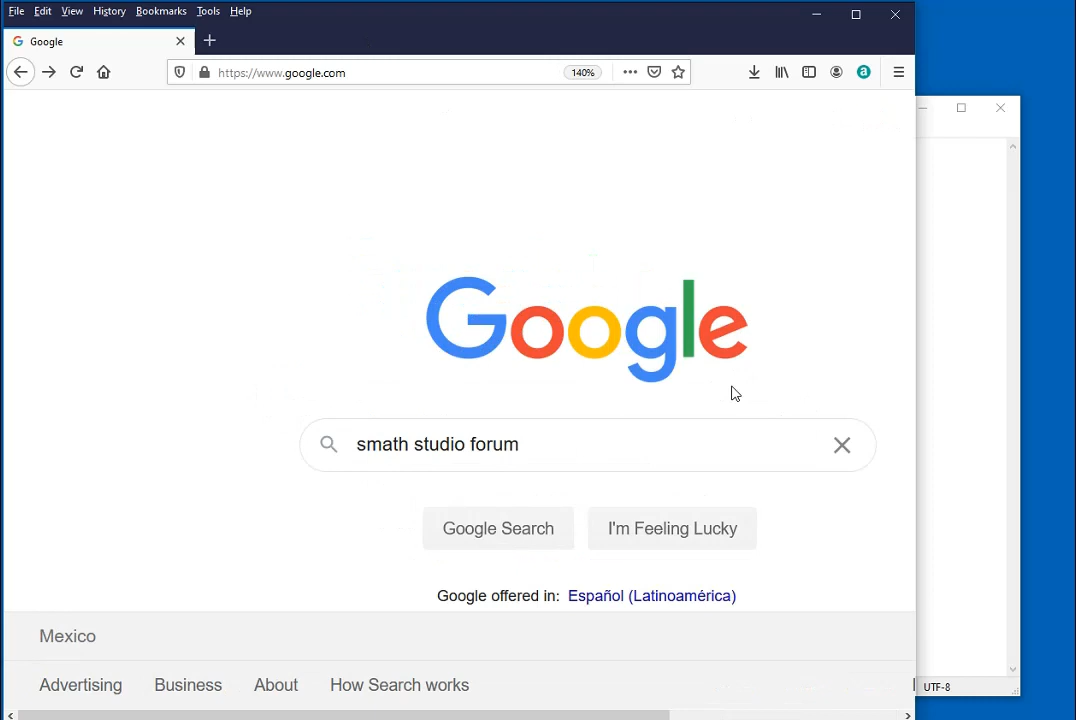 File Edit View History Bookmarks Tools Help
Google
https://www.google.com 140%
a
Google
smath studio forum
Google Search I'm Feeling Lucky
Google offered in: Español (Latinoamérica)
Mexico
Advertising Business About How Search works
UTF-8